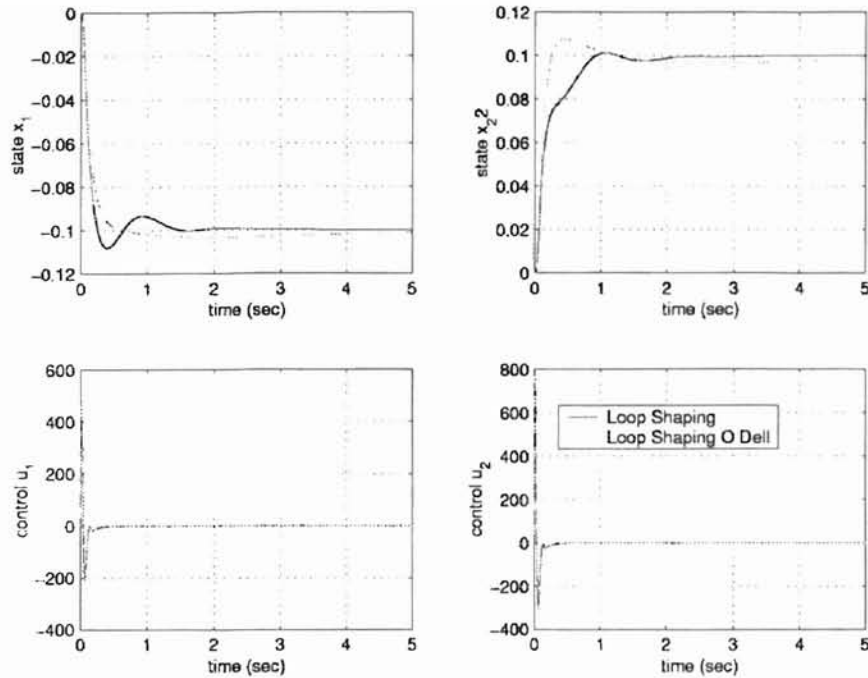 0
-0.02
-0.04
-0.06
-0.08
-0.1
-0.12
state x1
0 1 2 3 4 5
time (sec)
0.12
0.1
0.08
0.06
0.04
0.02
0
state x22
0 1 2 3 4 5
time (sec)
600
400
200
0
-200
-400
control u1
0 1 2 3 4 5
time (sec)
800
600
400
200
0
-200
-400
control u2
Loop Shaping
Loop Shaping O Dell
0 1 2 3 4 5
time (sec)